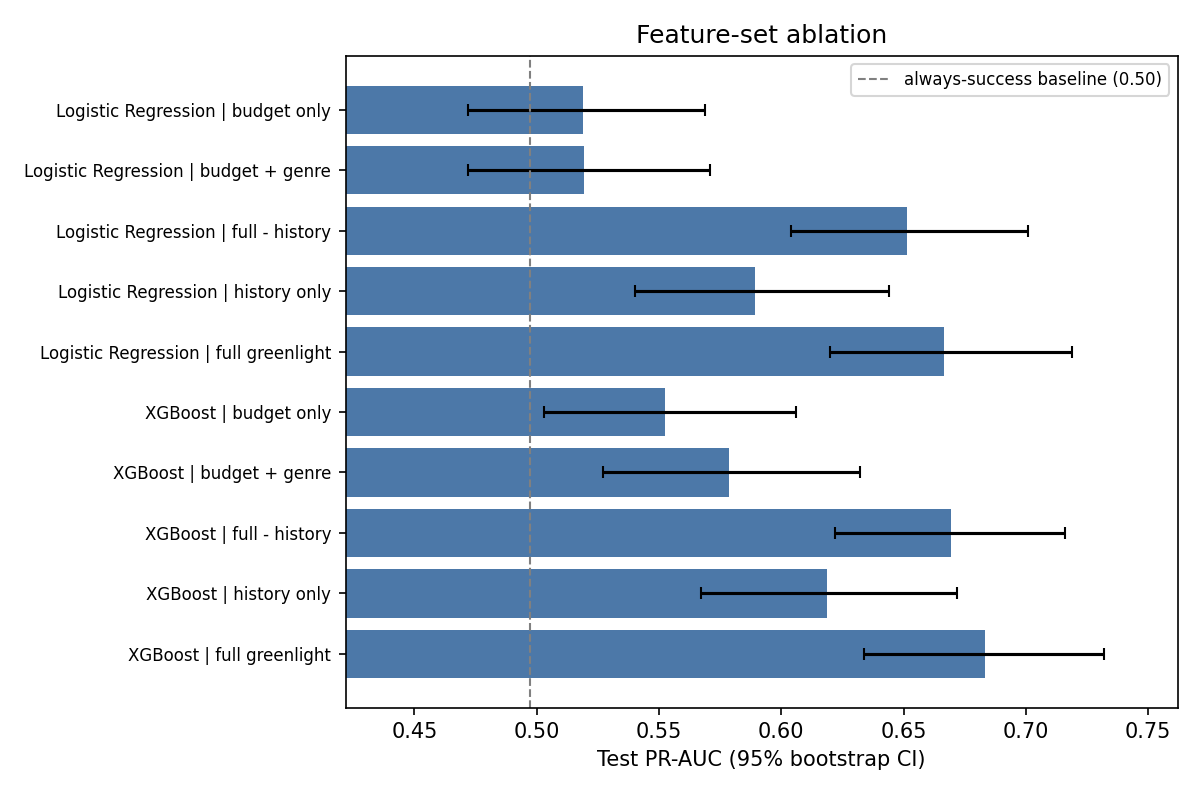 Feature-set ablation
always-success baseline (0.50)
Logistic Regression | budget only
Logistic Regression | budget + genre
Logistic Regression | full - history
Logistic Regression | history only
Logistic Regression | full greenlight
XGBoost | budget only
XGBoost | budget + genre
XGBoost | full - history
XGBoost | history only
XGBoost | full greenlight
0.45 0.50 0.55 0.60 0.65 0.70 0.75
Test PR-AUC (95% bootstrap CI)